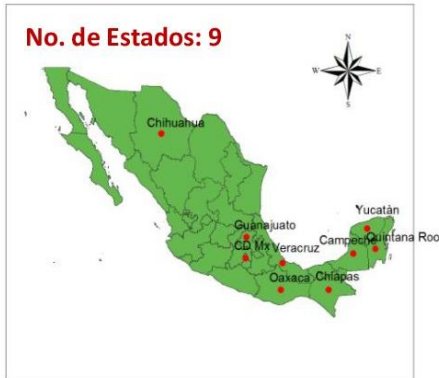 No. de Estados: 9
N
W E
S
Chihuahua
Yucatán
Guanajuato
Campeche Quintana Roo
CD Mx Veracruz
Oaxaca Chiapas